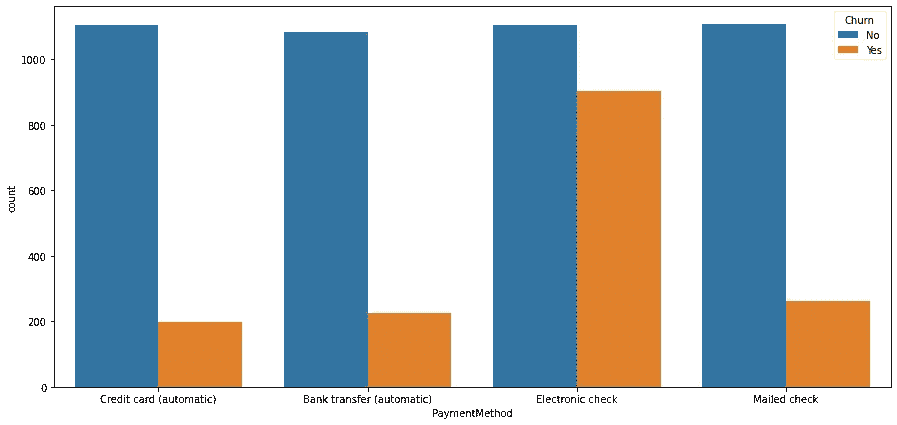 Churn
No
Yes
1000
800
600
400
200
0
count
Credit card (automatic)
Bank transfer (automatic)
Electronic check
Mailed check
PaymentMethod